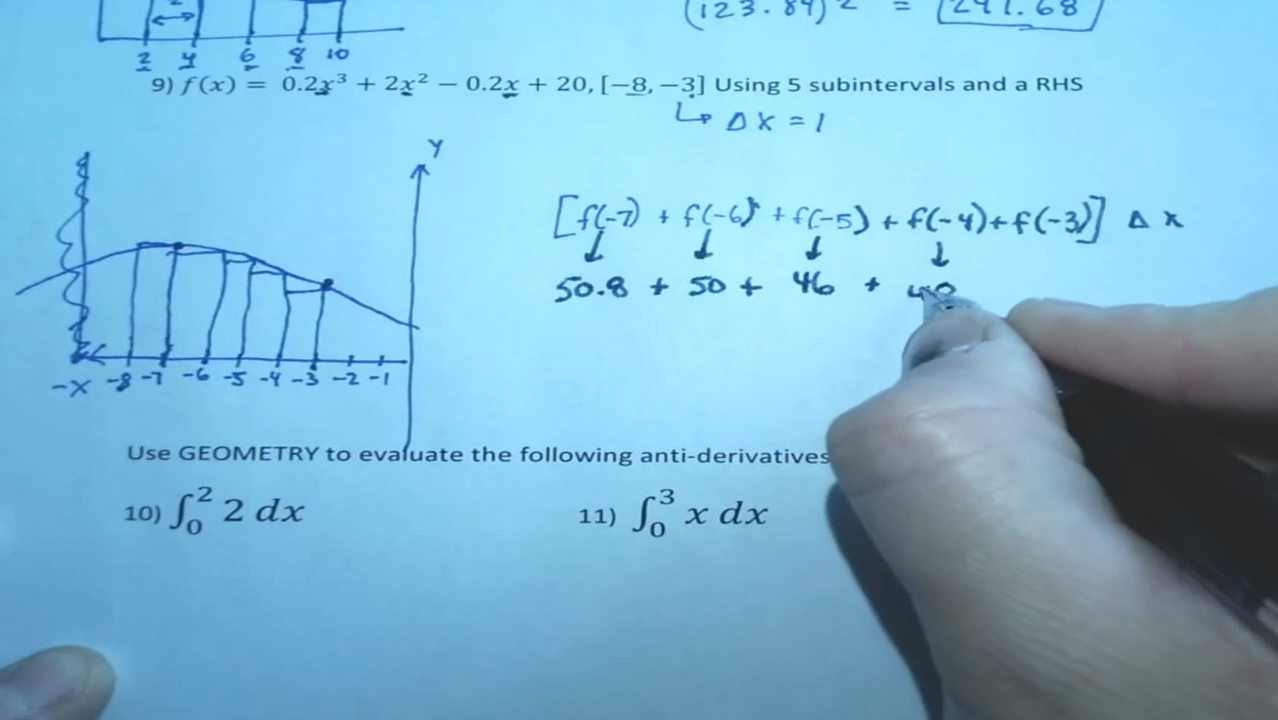 (123.84) 2 = 247.68
2 4 6 8 10
9) f(x) = 0.2x³ + 2x² − 0.2x + 20, [−8, −3] Using 5 subintervals and a RHS
Δx = 1
y
[f(-7) + f(-6) + f(-5) + f(-4) + f(-3)] Δx
50.8 + 50 + 46 +
-x -8 -7 -6 -5 -4 -3 -2 -1
Use GEOMETRY to evaluate the following anti-derivatives
10) ∫₀² 2 dx 11) ∫₀³ x dx